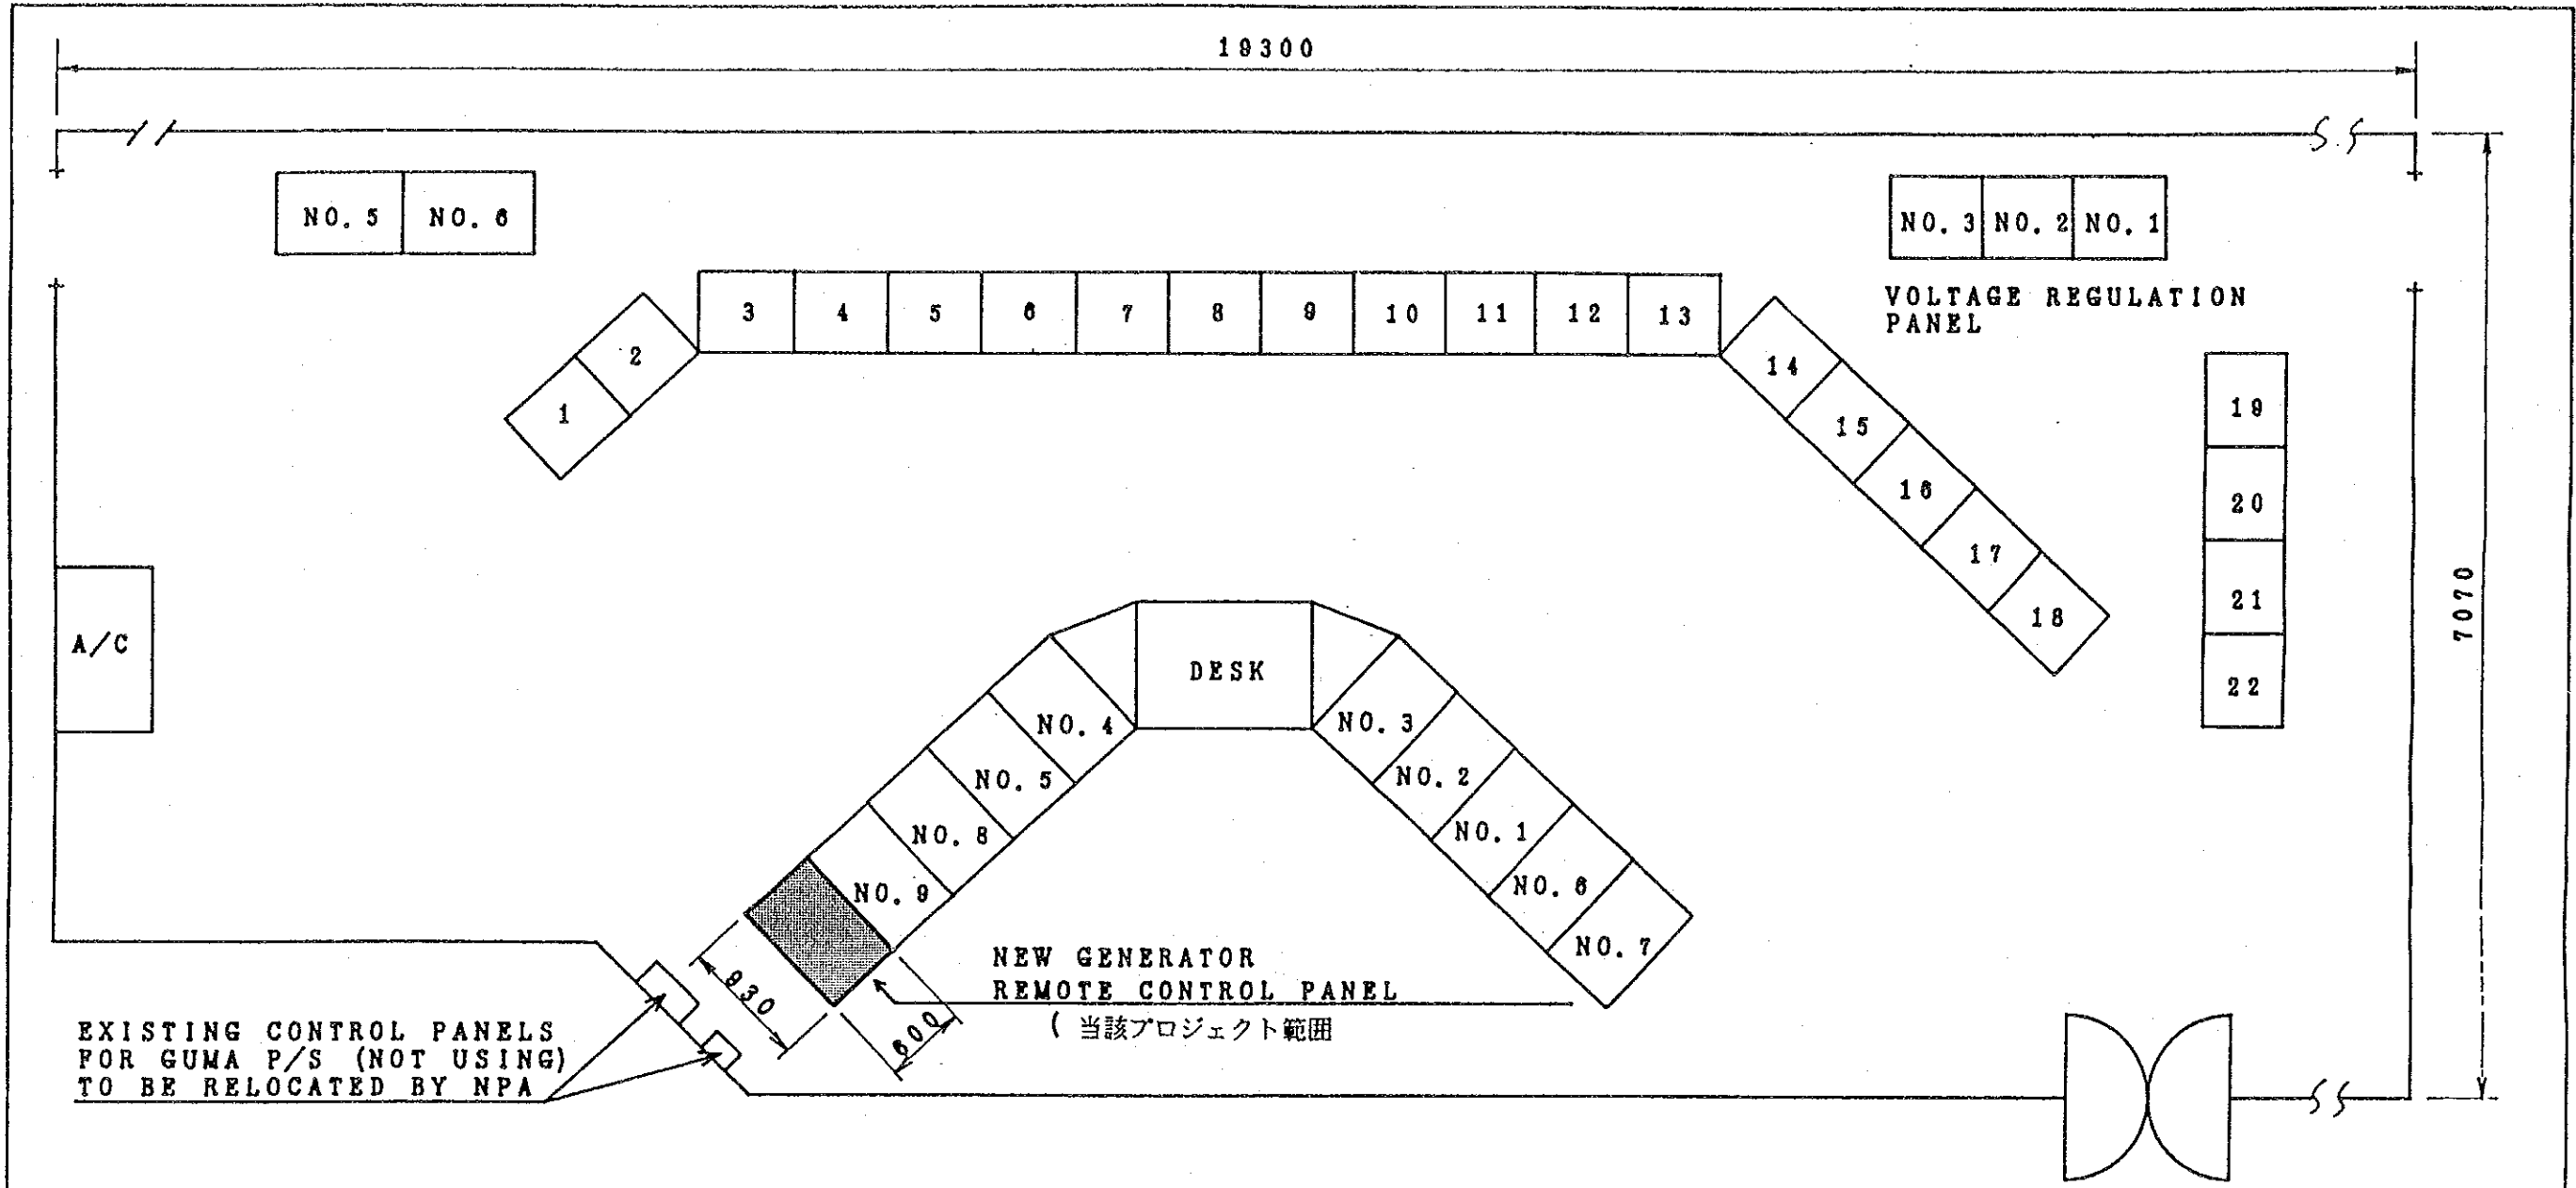 19300
NO. 5 NO. 6
NO. 3 NO. 2 NO. 1
VOLTAGE REGULATION
PANEL
1 2 3 4 5 6 7 8 9 10 11 12 13 14 15 16 17 18
19
20
21
22
7070
A/C
DESK
NO. 4
NO. 5
NO. 8
NO. 9
NO. 3
NO. 2
NO. 1
NO. 6
NO. 7
930
600
NEW GENERATOR
REMOTE CONTROL PANEL
( 当該プロジェクト範囲
EXISTING CONTROL PANELS
FOR GUMA P/S (NOT USING)
TO BE RELOCATED BY NPA